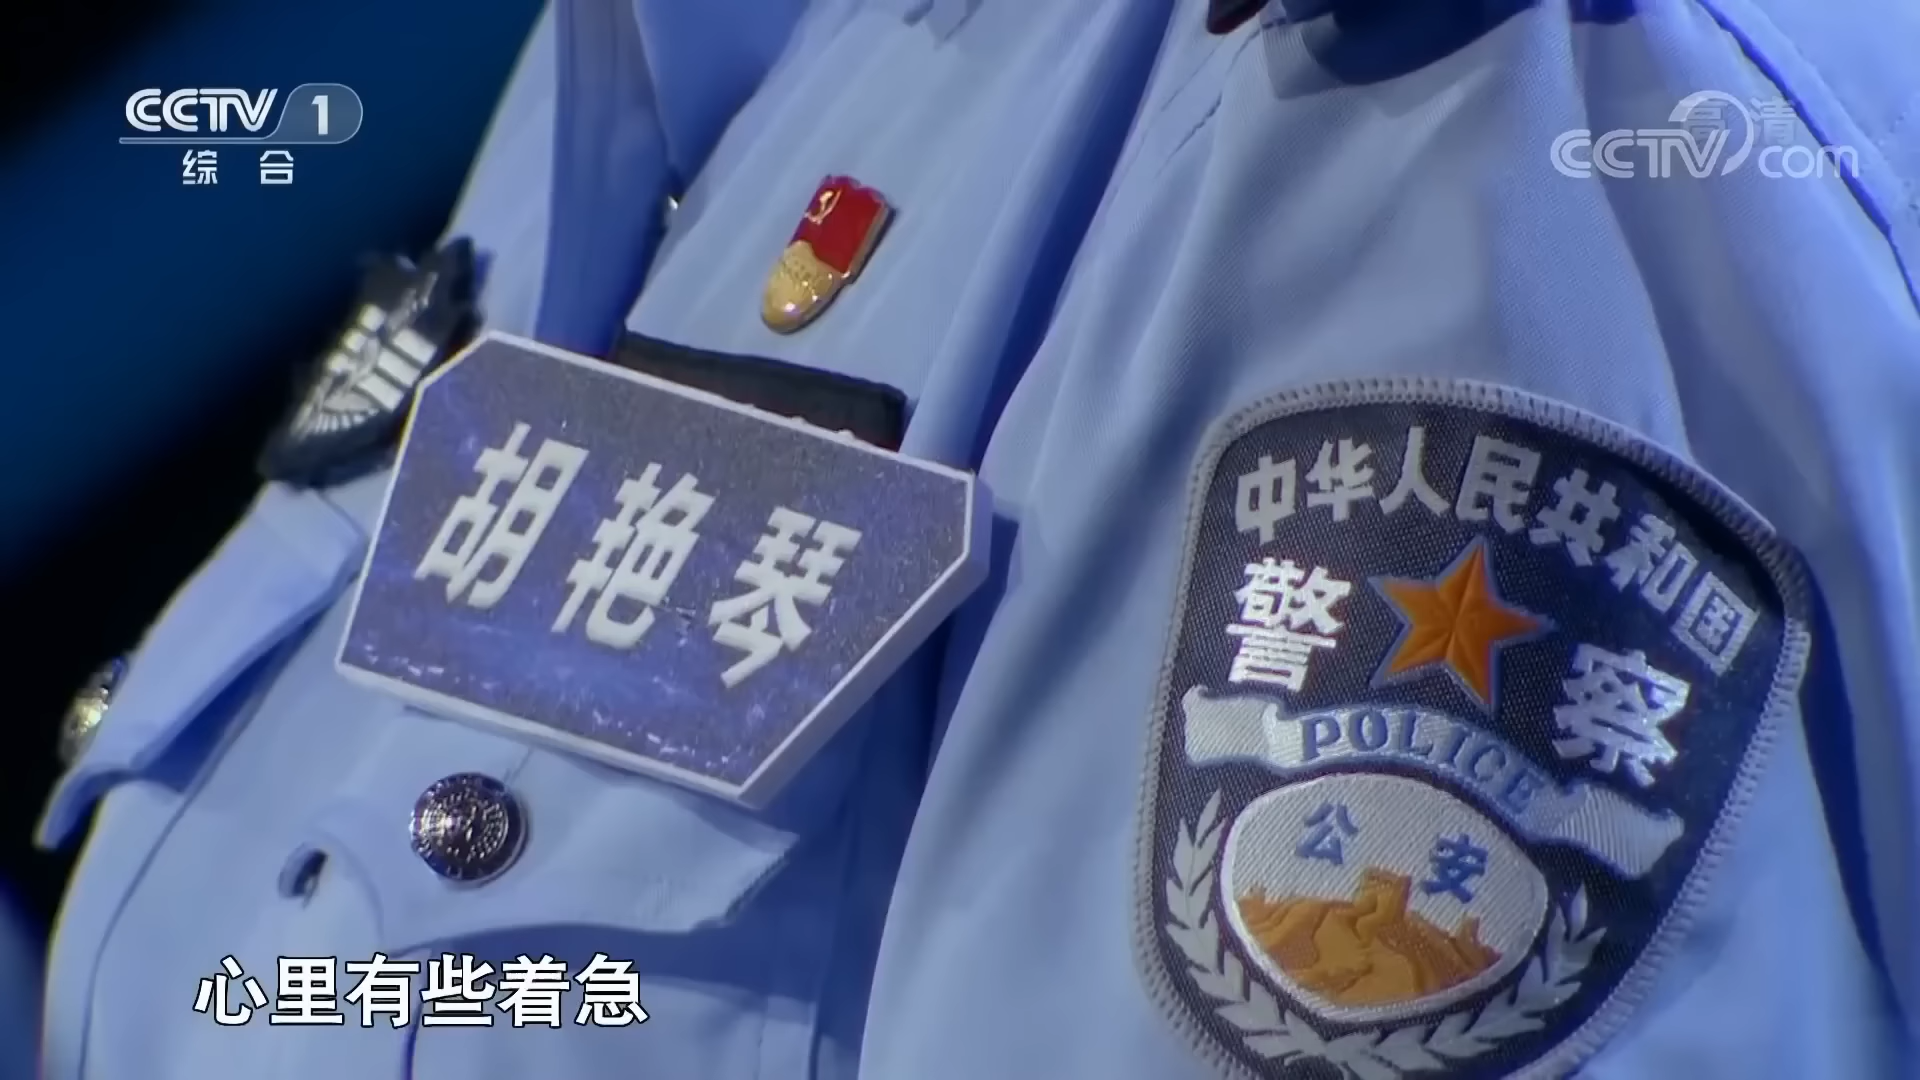 CCTV 1
综合
高清
CCTV com
胡艳琴
中华人民共和国
警察
POLICE
公安
心里有些着急